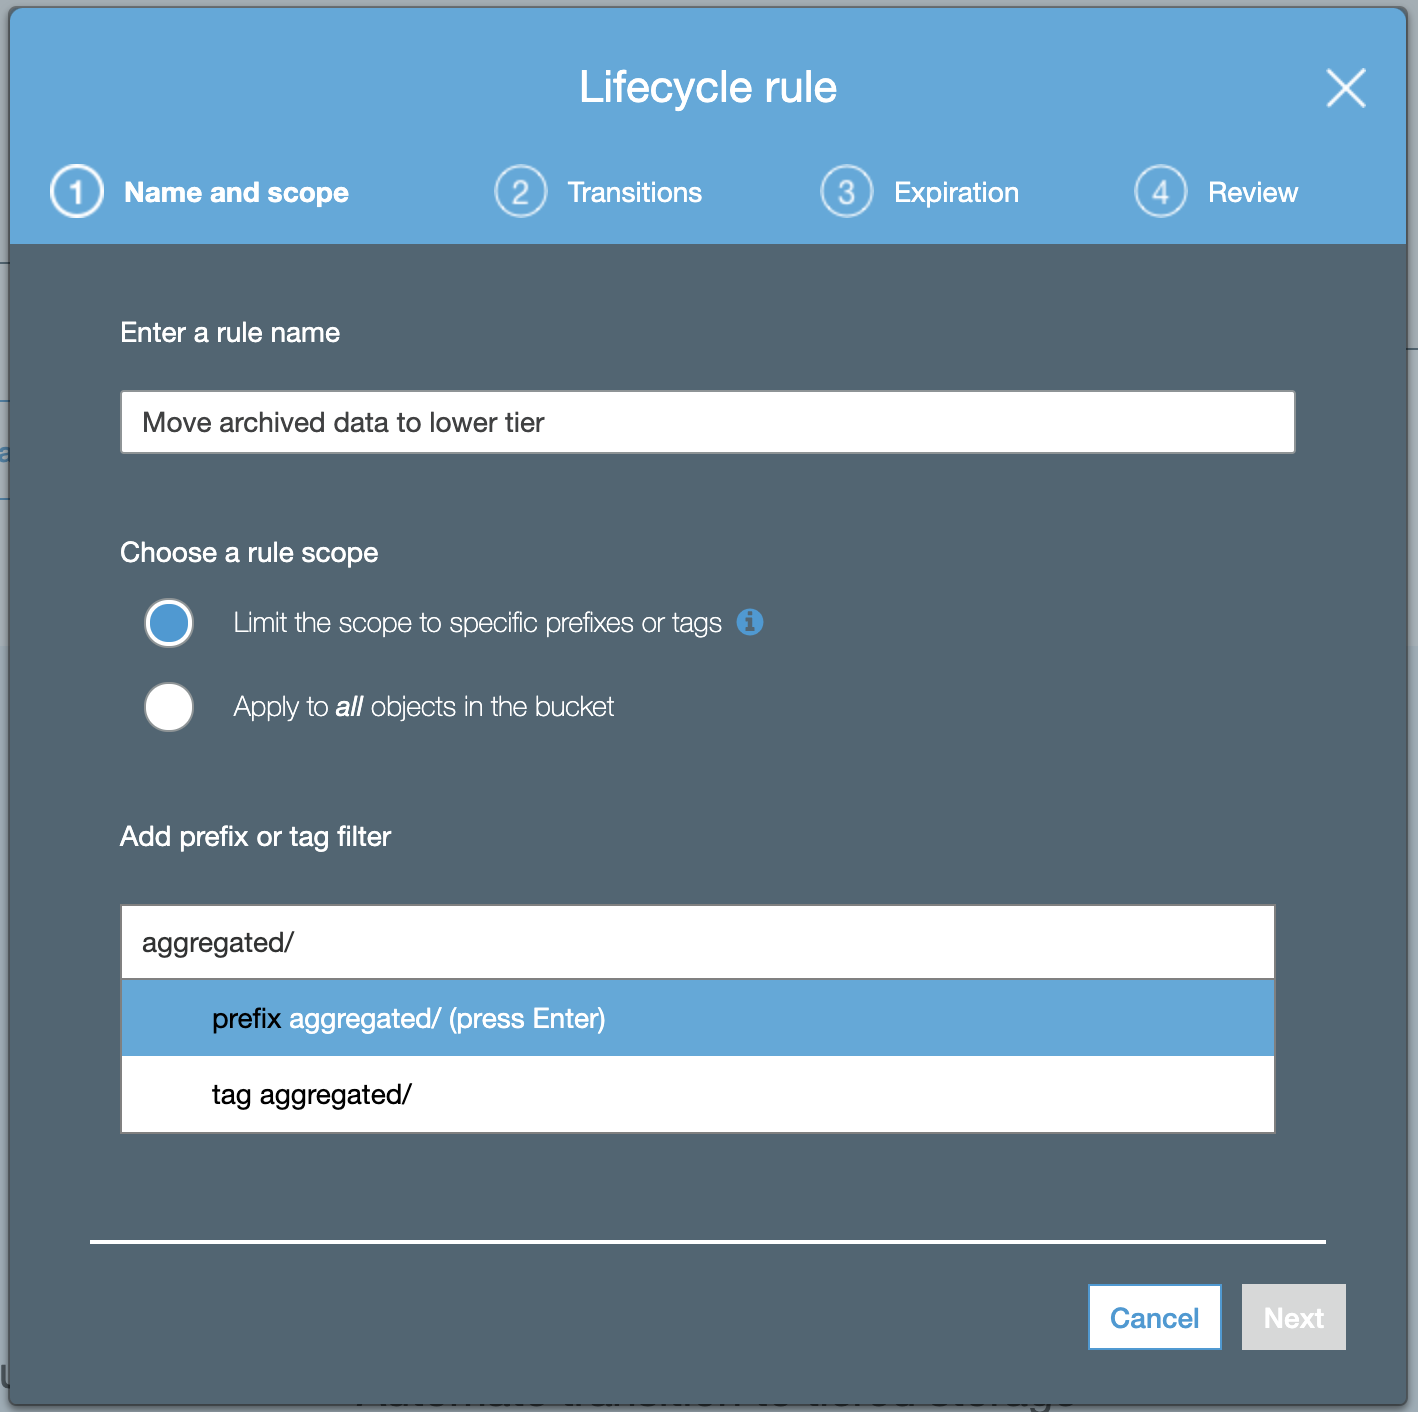 Lifecycle rule
1 Name and scope 2 Transitions 3 Expiration 4 Review
Enter a rule name
Move archived data to lower tier
Choose a rule scope
Limit the scope to specific prefixes or tags
Apply to all objects in the bucket
Add prefix or tag filter
aggregated/
prefix aggregated/ (press Enter)
tag aggregated/
Cancel Next